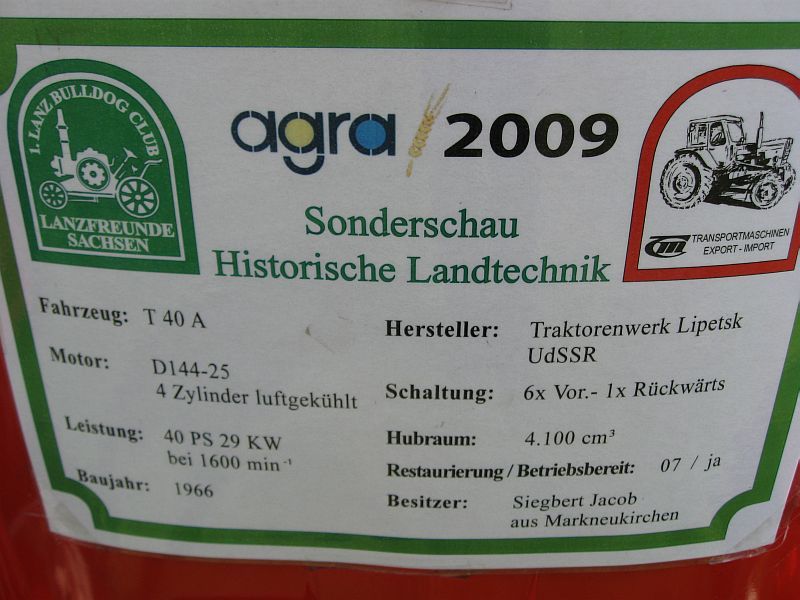 1. LANZ BULLDOG CLUB
LANZFREUNDE
SACHSEN
agra 2009
TRANSPORTMASCHINEN
EXPORT - IMPORT
Sonderschau
Historische Landtechnik
Fahrzeug: T 40 A
Motor: D144-25
4 Zylinder luftgekühlt
Leistung: 40 PS 29 KW
bei 1600 min⁻¹
Baujahr: 1966
Hersteller: Traktorenwerk Lipetsk
UdSSR
Schaltung: 6x Vor.- 1x Rückwärts
Hubraum: 4.100 cm³
Restaurierung / Betriebsbereit: 07 / ja
Besitzer: Siegbert Jacob
aus Markneukirchen